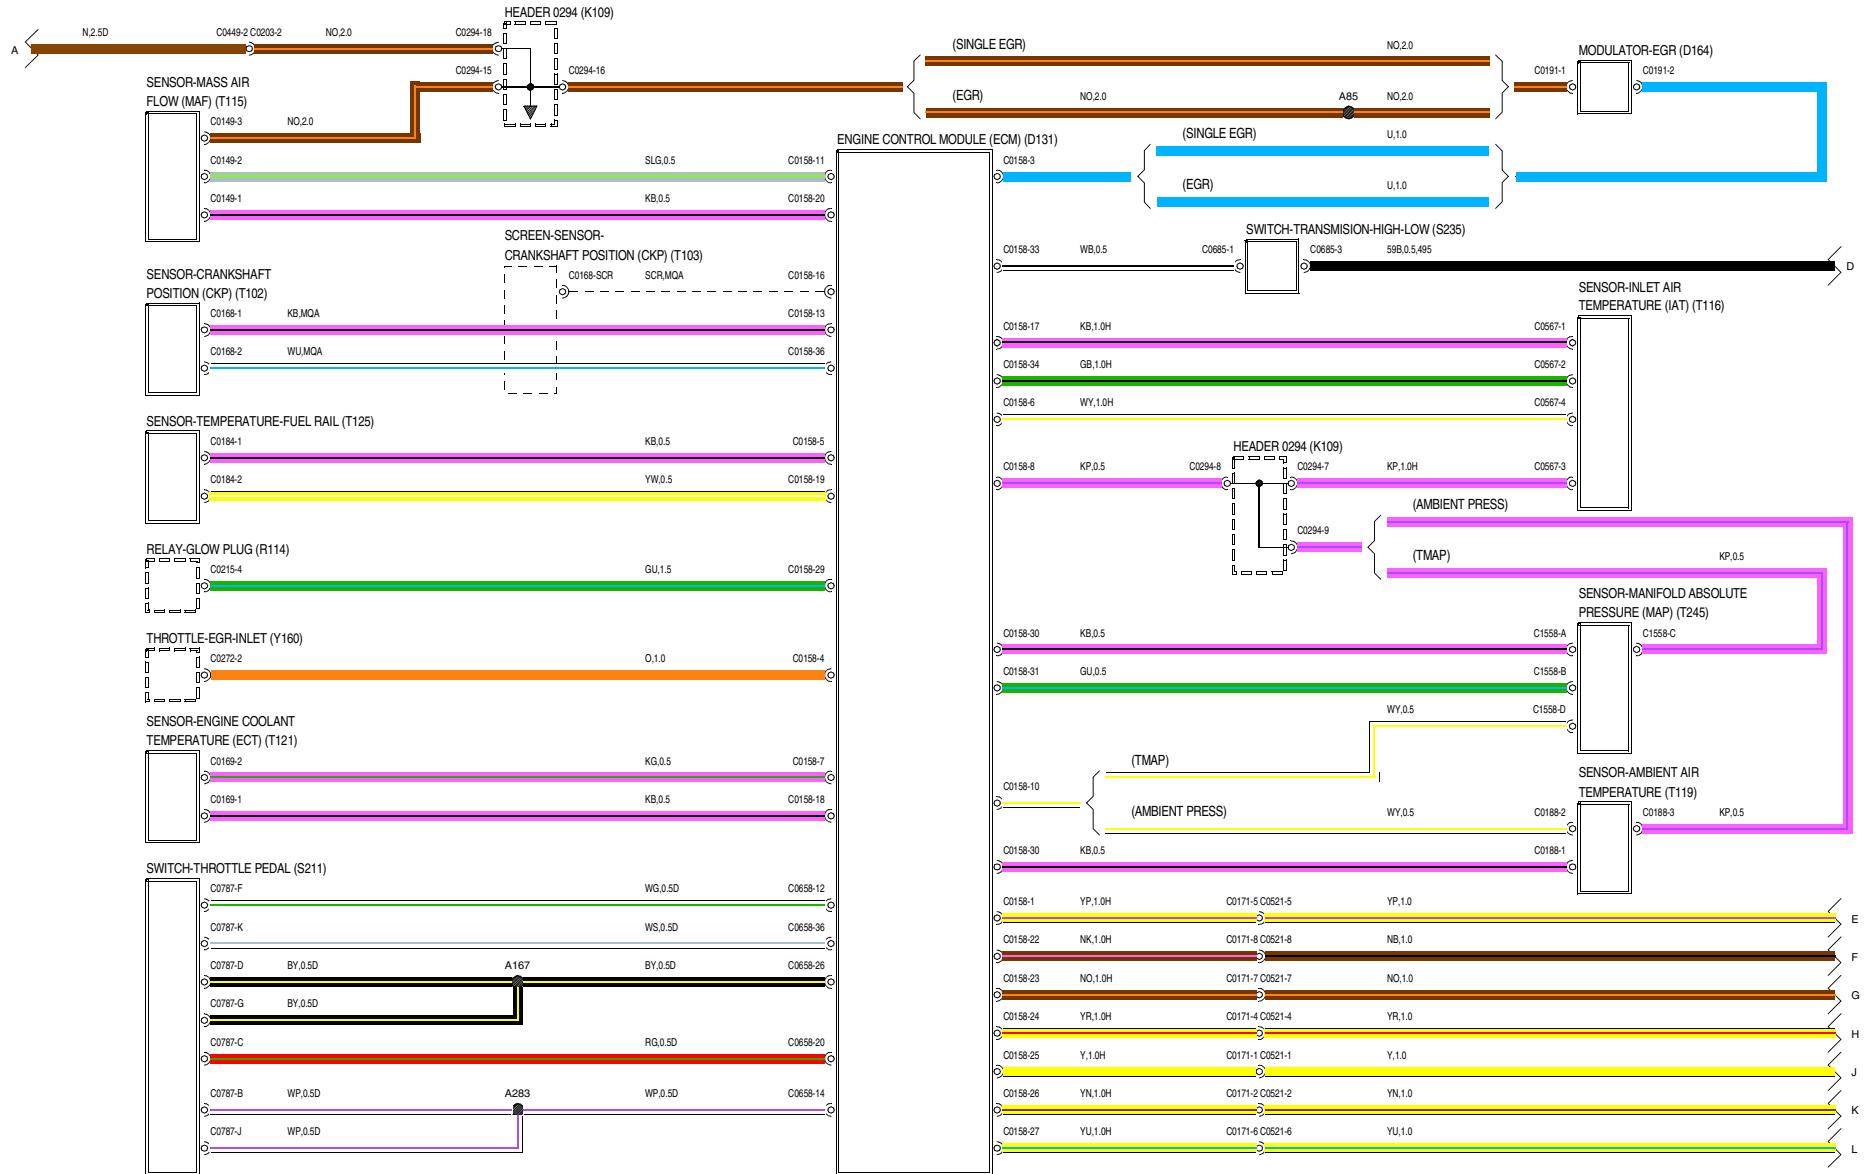 HEADER 0294 (K109)
A
N,2.5D
C0449-2 C0203-2
NO,2.0
C0294-18
C0294-15
C0294-16
(SINGLE EGR)
NO,2.0
(EGR)
NO,2.0
A85
NO,2.0
MODULATOR-EGR (D164)
C0191-1
C0191-2
SENSOR-MASS AIR
FLOW (MAF) (T115)
C0149-3
NO,2.0
C0149-2
SLG,0.5
C0158-11
C0149-1
KB,0.5
C0158-20
ENGINE CONTROL MODULE (ECM) (D131)
C0158-3
(SINGLE EGR)
U,1.0
(EGR)
U,1.0
SCREEN-SENSOR-
CRANKSHAFT POSITION (CKP) (T103)
C0168-SCR
SCR,MQA
C0158-16
SENSOR-CRANKSHAFT
POSITION (CKP) (T102)
C0168-1
KB,MQA
C0158-13
C0168-2
WU,MQA
C0158-36
SWITCH-TRANSMISION-HIGH-LOW (S235)
C0158-33
WB,0.5
C0685-1
C0685-3
59B,0.5,495
D
SENSOR-INLET AIR
TEMPERATURE (IAT) (T116)
C0158-17
KB,1.0H
C0567-1
C0158-34
GB,1.0H
C0567-2
C0158-6
WY,1.0H
C0567-4
SENSOR-TEMPERATURE-FUEL RAIL (T125)
C0184-1
KB,0.5
C0158-5
C0184-2
YW,0.5
C0158-19
HEADER 0294 (K109)
C0158-8
KP,0.5
C0294-8
C0294-7
KP,1.0H
C0567-3
C0294-9
(AMBIENT PRESS)
(TMAP)
KP,0.5
RELAY-GLOW PLUG (R114)
C0215-4
GU,1.5
C0158-29
THROTTLE-EGR-INLET (Y160)
C0272-2
O,1.0
C0158-4
SENSOR-MANIFOLD ABSOLUTE
PRESSURE (MAP) (T245)
C0158-30
KB,0.5
C1558-A
C1558-C
C0158-31
GU,0.5
C1558-B
WY,0.5
C1558-D
SENSOR-ENGINE COOLANT
TEMPERATURE (ECT) (T121)
C0169-2
KG,0.5
C0158-7
C0169-1
KB,0.5
C0158-18
(TMAP)
C0158-10
(AMBIENT PRESS)
WY,0.5
C0188-2
SENSOR-AMBIENT AIR
TEMPERATURE (T119)
C0188-3
KP,0.5
C0158-30
KB,0.5
C0188-1
SWITCH-THROTTLE PEDAL (S211)
C0787-F
WG,0.5D
C0658-12
C0787-K
WS,0.5D
C0658-36
C0787-D
BY,0.5D
A167
BY,0.5D
C0658-26
C0787-G
BY,0.5D
C0787-C
RG,0.5D
C0658-20
C0787-B
WP,0.5D
A283
WP,0.5D
C0658-14
C0787-J
WP,0.5D
C0158-1
YP,1.0H
C0171-5 C0521-5
YP,1.0
E
C0158-22
NK,1.0H
C0171-8 C0521-8
NB,1.0
F
C0158-23
NO,1.0H
C0171-7 C0521-7
NO,1.0
G
C0158-24
YR,1.0H
C0171-4 C0521-4
YR,1.0
H
C0158-25
Y,1.0H
C0171-1 C0521-1
Y,1.0
J
C0158-26
YN,1.0H
C0171-2 C0521-2
YN,1.0
K
C0158-27
YU,1.0H
C0171-6 C0521-6
YU,1.0
L